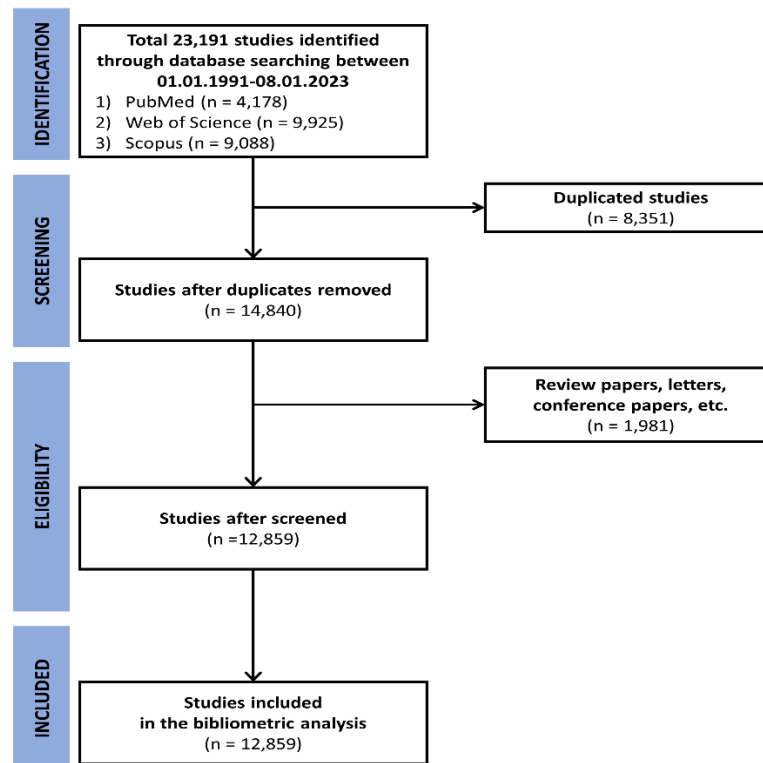 IDENTIFICATION
Total 23,191 studies identified
through database searching between
01.01.1991-08.01.2023
1) PubMed (n = 4,178)
2) Web of Science (n = 9,925)
3) Scopus (n = 9,088)
SCREENING
Duplicated studies
(n = 8,351)
Studies after duplicates removed
(n = 14,840)
ELIGIBILITY
Review papers, letters,
conference papers, etc.
(n = 1,981)
Studies after screened
(n =12,859)
INCLUDED
Studies included
in the bibliometric analysis
(n = 12,859)